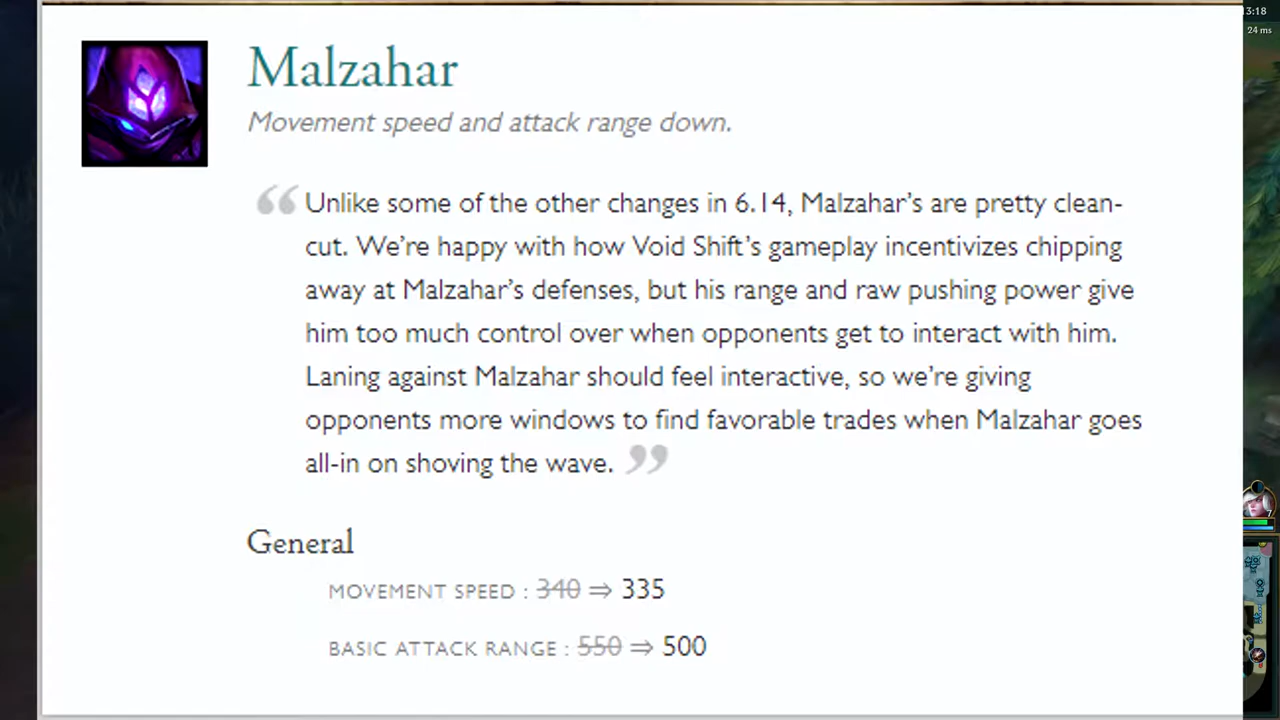 3:18
24 ms
Malzahar
Movement speed and attack range down.
“ Unlike some of the other changes in 6.14, Malzahar’s are pretty clean-
cut. We’re happy with how Void Shift’s gameplay incentivizes chipping
away at Malzahar’s defenses, but his range and raw pushing power give
him too much control over when opponents get to interact with him.
Laning against Malzahar should feel interactive, so we’re giving
opponents more windows to find favorable trades when Malzahar goes
all-in on shoving the wave. ”
General
MOVEMENT SPEED : 340 ⇒ 335
BASIC ATTACK RANGE : 550 ⇒ 500
7